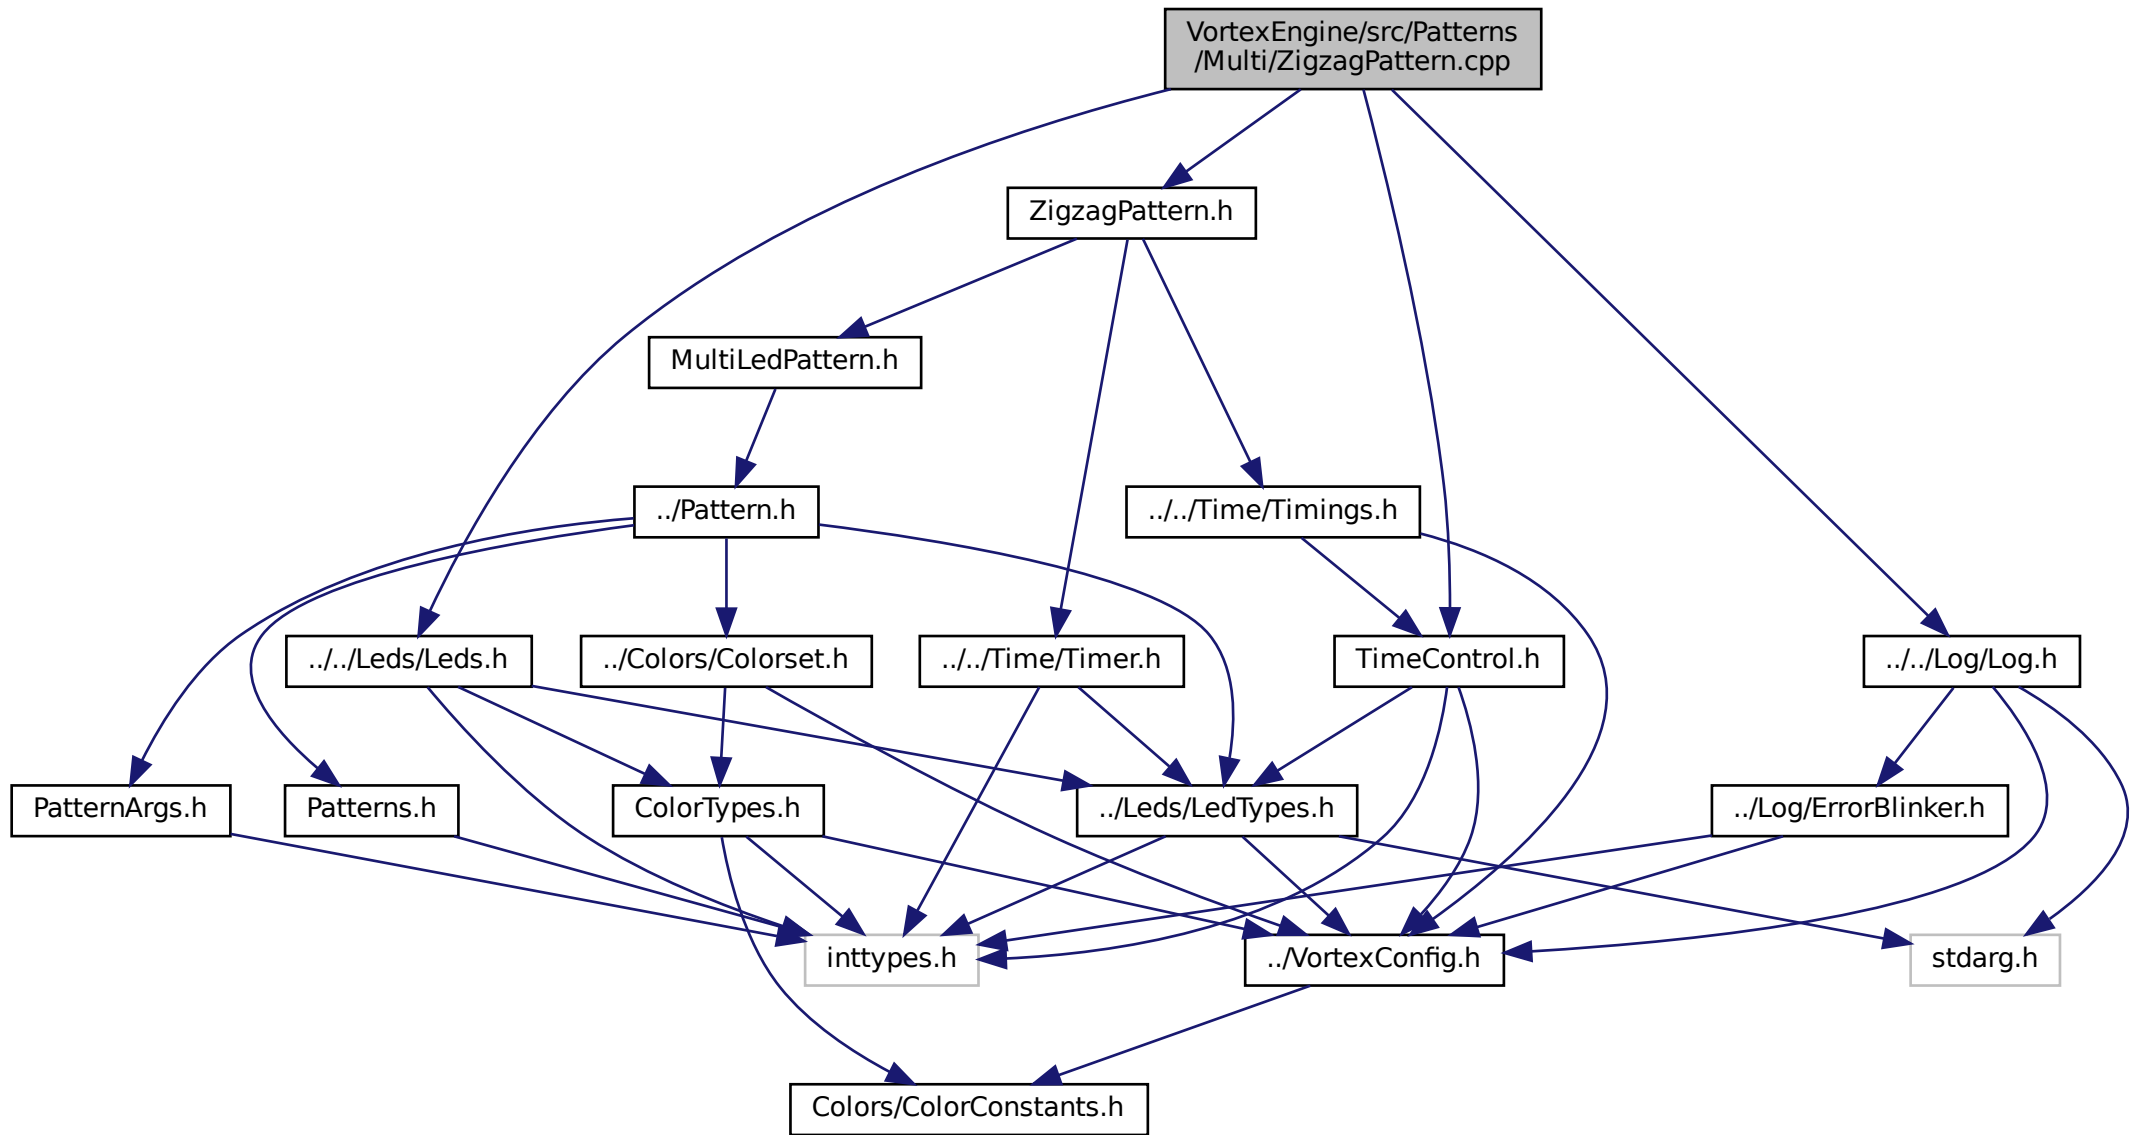 VortexEngine/src/Patterns
/Multi/ZigzagPattern.cpp
ZigzagPattern.h
MultiLedPattern.h
../Pattern.h
../../Time/Timings.h
../../Leds/Leds.h
../Colors/Colorset.h
../../Time/Timer.h
TimeControl.h
../../Log/Log.h
PatternArgs.h
Patterns.h
ColorTypes.h
../Leds/LedTypes.h
../Log/ErrorBlinker.h
inttypes.h
../VortexConfig.h
stdarg.h
Colors/ColorConstants.h